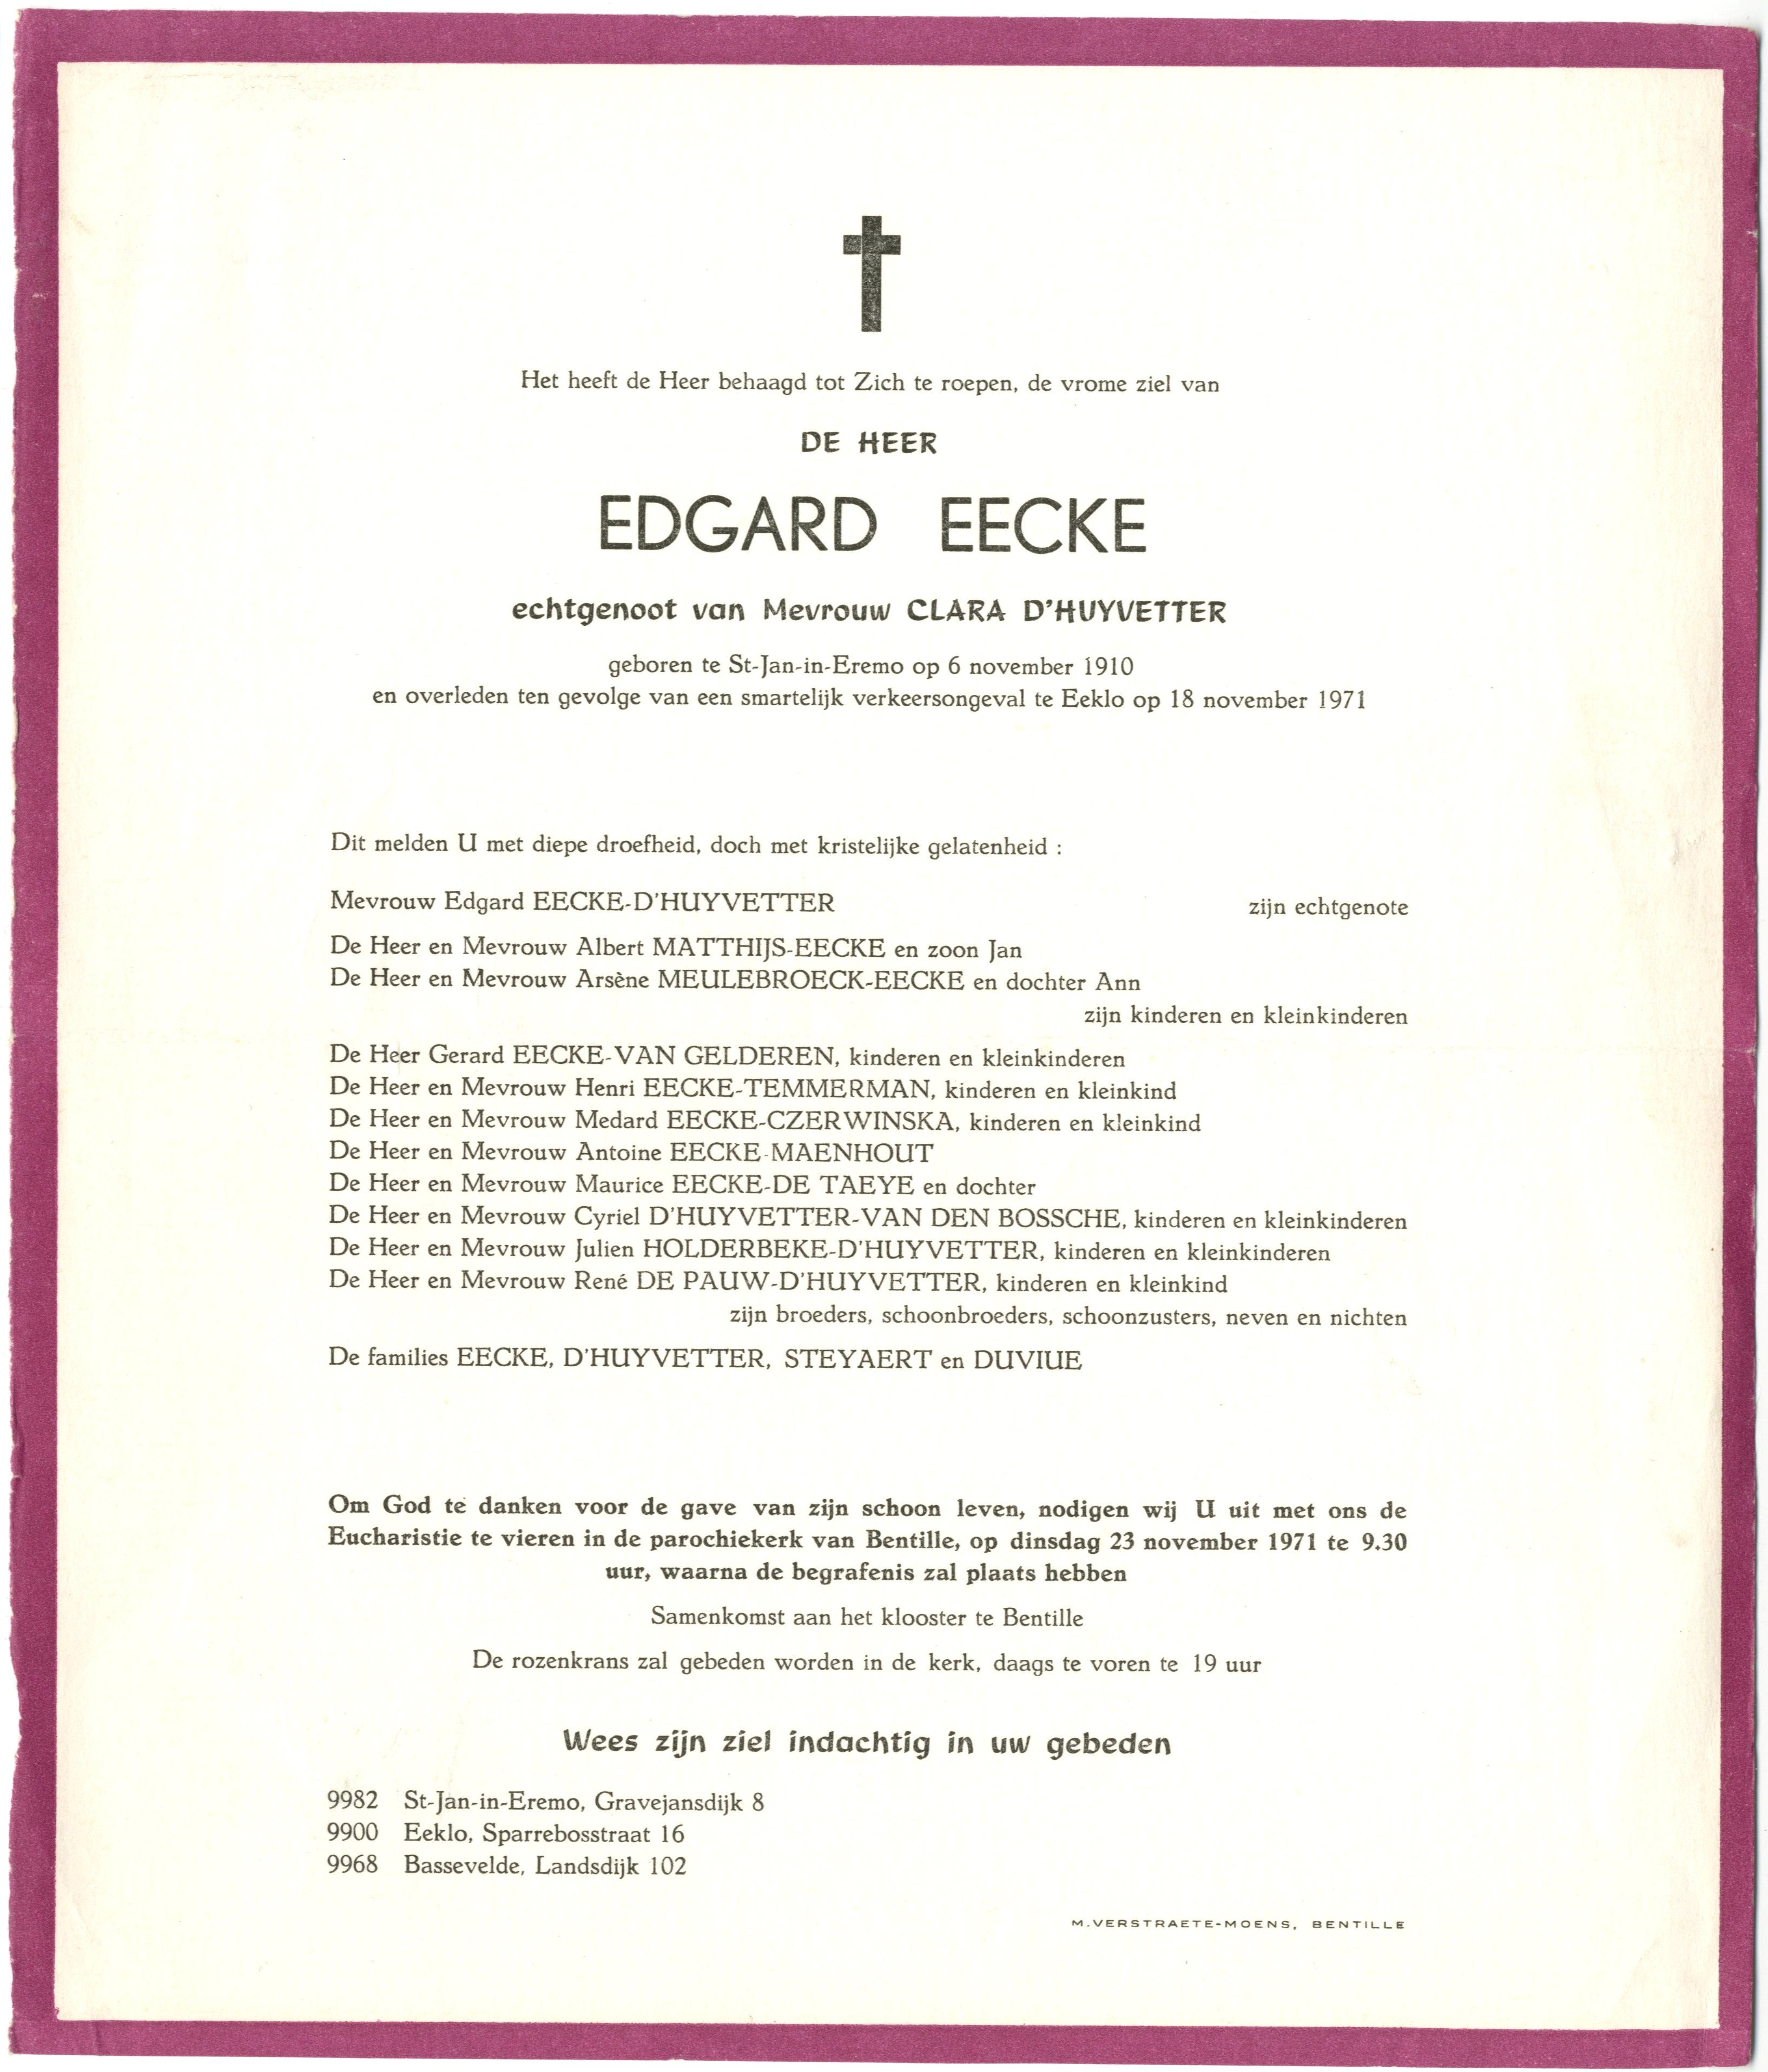 Het heeft de Heer behaagd tot Zich te roepen, de vrome ziel van
DE HEER
EDGARD EECKE
echtgenoot van Mevrouw CLARA D'HUYVETTER
geboren te St-Jan-in-Eremo op 6 november 1910
en overleden ten gevolge van een smartelijk verkeersongeval te Eeklo op 18 november 1971
Dit melden U met diepe droefheid, doch met kristelijke gelatenheid :
Mevrouw Edgard EECKE-D'HUYVETTER zijn echtgenote
De Heer en Mevrouw Albert MATTHIJS-EECKE en zoon Jan
De Heer en Mevrouw Arsène MEULEBROECK-EECKE en dochter Ann
zijn kinderen en kleinkinderen
De Heer Gerard EECKE-VAN GELDEREN, kinderen en kleinkinderen
De Heer en Mevrouw Henri EECKE-TEMMERMAN, kinderen en kleinkind
De Heer en Mevrouw Medard EECKE-CZERWINSKA, kinderen en kleinkind
De Heer en Mevrouw Antoine EECKE-MAENHOUT
De Heer en Mevrouw Maurice EECKE-DE TAEYE en dochter
De Heer en Mevrouw Cyriel D'HUYVETTER-VAN DEN BOSSCHE, kinderen en kleinkinderen
De Heer en Mevrouw Julien HOLDERBEKE-D'HUYVETTER, kinderen en kleinkinderen
De Heer en Mevrouw René DE PAUW-D'HUYVETTER, kinderen en kleinkind
zijn broeders, schoonbroeders, schoonzusters, neven en nichten
De families EECKE, D'HUYVETTER, STEYAERT en DUVIUE
Om God te danken voor de gave van zijn schoon leven, nodigen wij U uit met ons de
Eucharistie te vieren in de parochiekerk van Bentille, op dinsdag 23 november 1971 te 9.30
uur, waarna de begrafenis zal plaats hebben
Samenkomst aan het klooster te Bentille
De rozenkrans zal gebeden worden in de kerk, daags te voren te 19 uur
Wees zijn ziel indachtig in uw gebeden
9982 St-Jan-in-Eremo, Gravejansdijk 8
9900 Eeklo, Sparrebosstraat 16
9968 Bassevelde, Landsdijk 102
M.VERSTRAETE-MOENS, BENTILLE